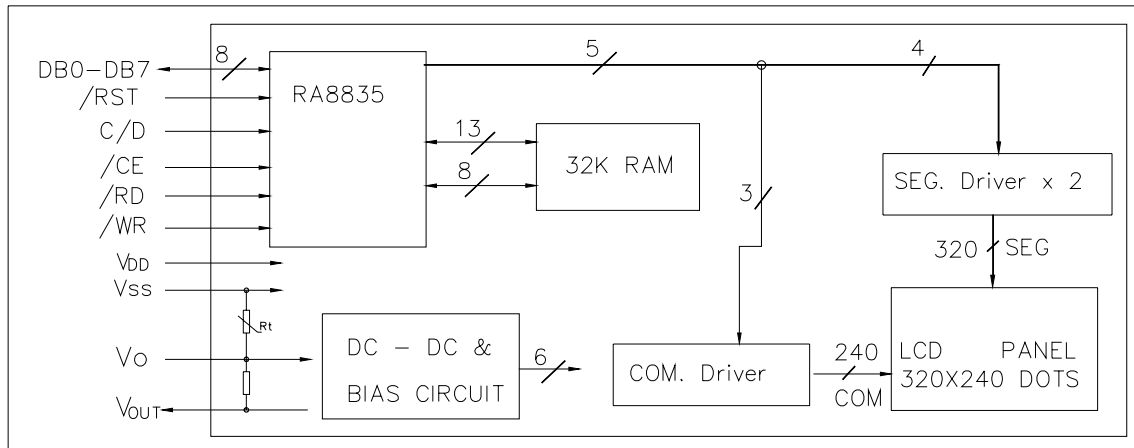 DB0-DB7
8
/RST
C/D
/CE
/RD
/WR
VDD
VSS
Rt
Vo
VOUT
RA8835
5
4
13
8
32K RAM
3
SEG. Driver x 2
320
SEG
DC - DC &
BIAS CIRCUIT
6
COM. Driver
240
COM
LCD PANEL
320X240 DOTS